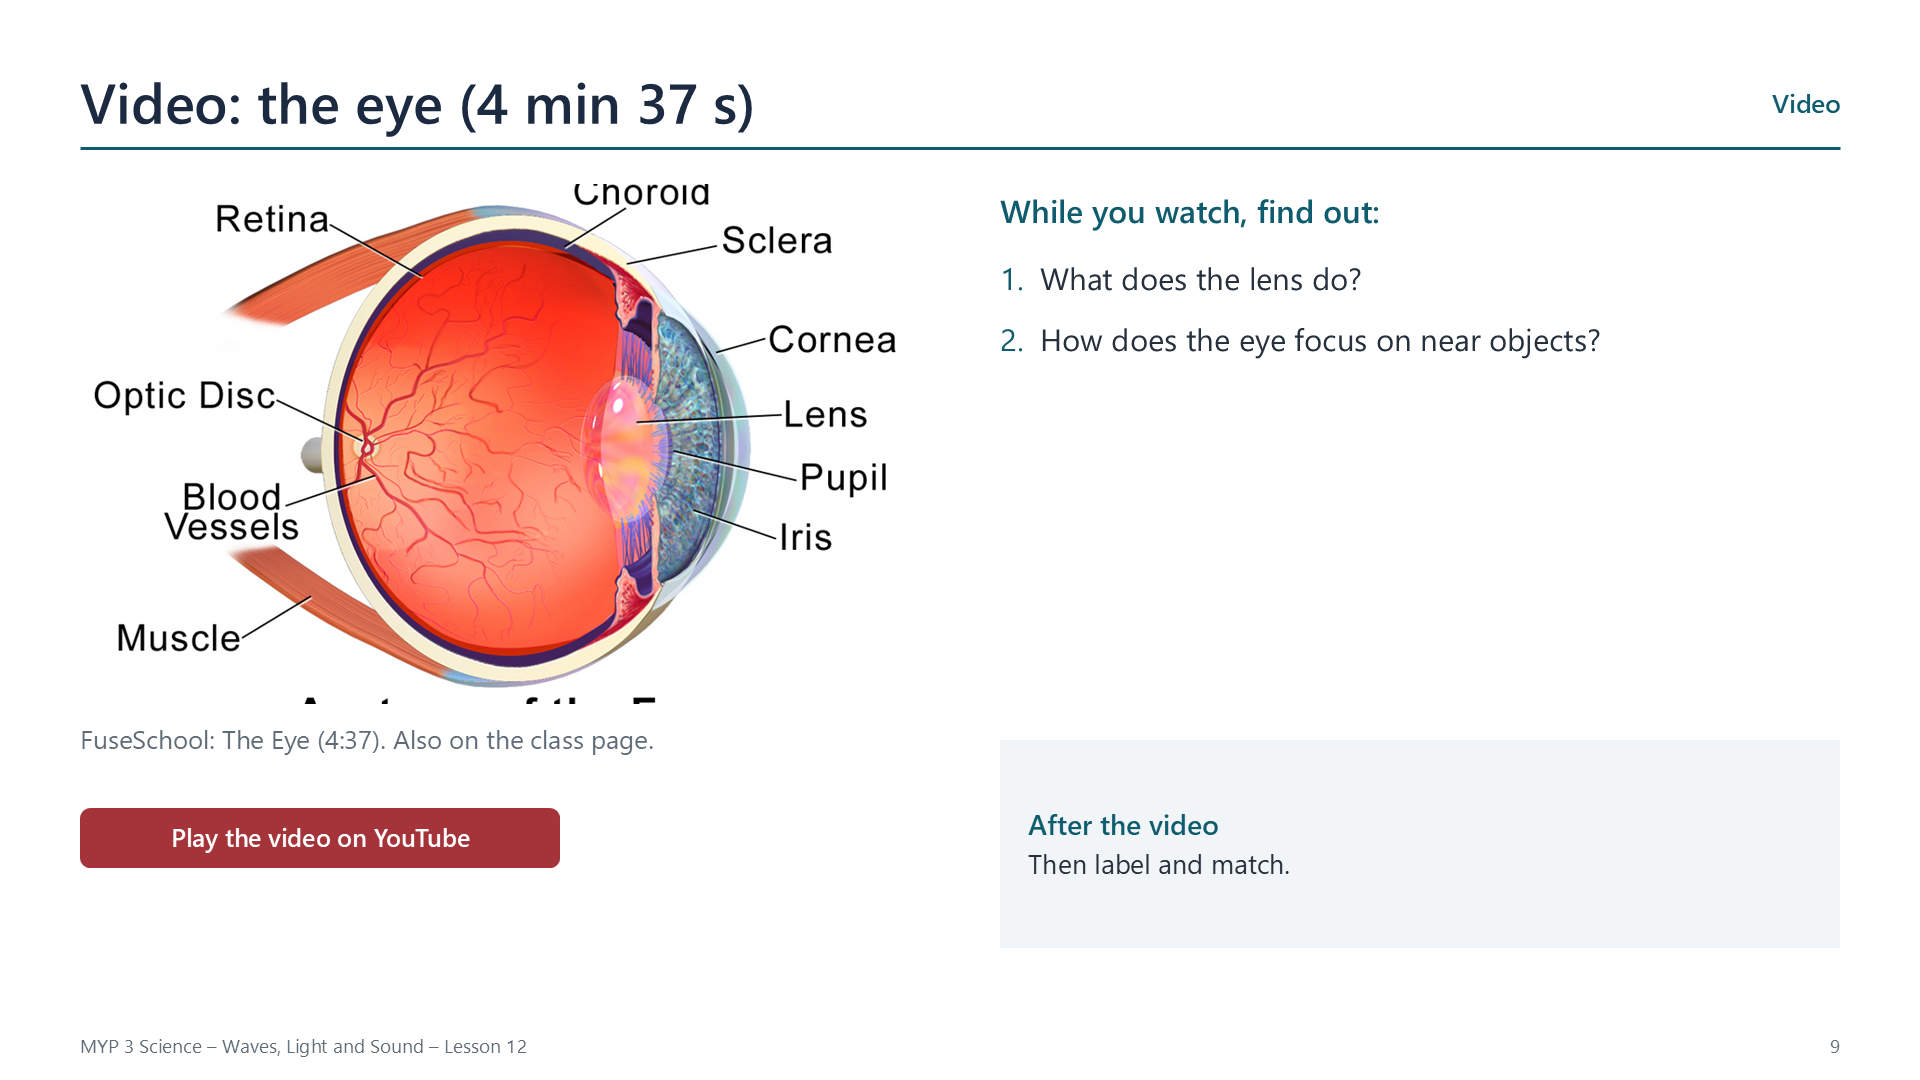 Video: the eye (4 min 37 s)
Video
Choroid
Retina
Sclera
Cornea
Optic Disc
Lens
Pupil
Blood
Vessels
Iris
Muscle
FuseSchool: The Eye (4:37). Also on the class page.
Play the video on YouTube
While you watch, find out:
1. What does the lens do?
2. How does the eye focus on near objects?
After the video
Then label and match.
MYP 3 Science – Waves, Light and Sound – Lesson 12
9